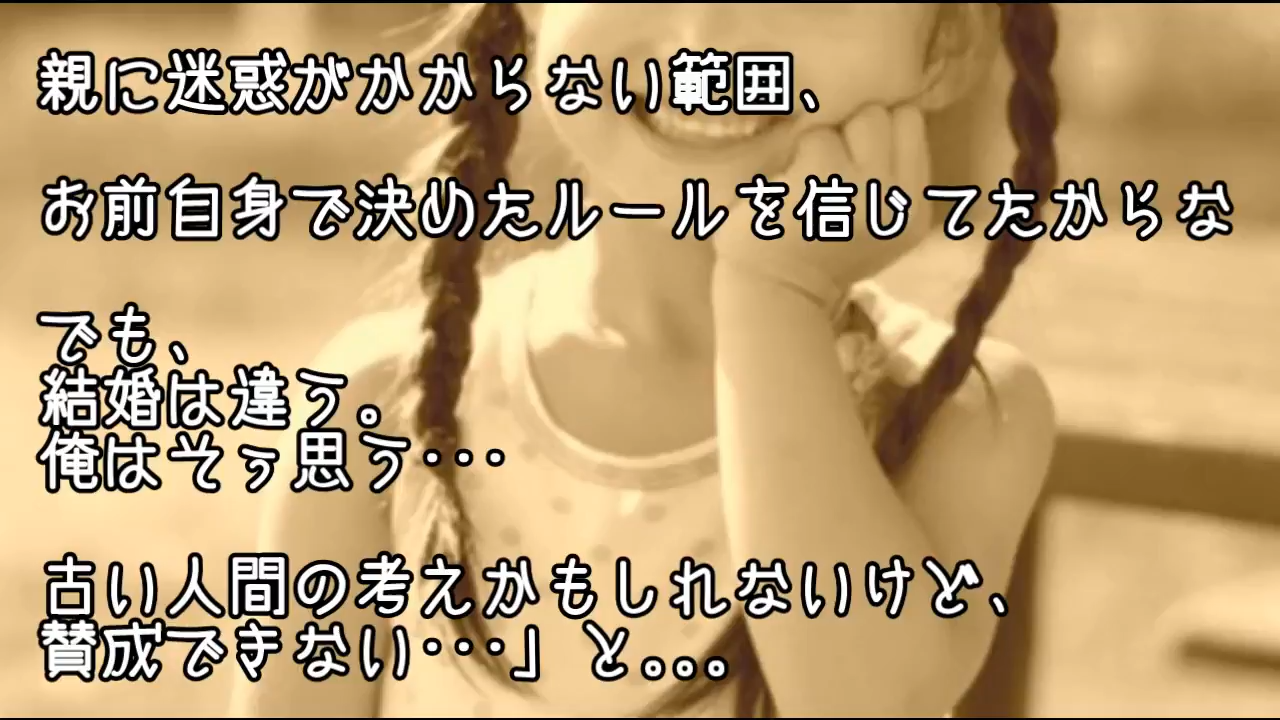 親に迷惑がかからない範囲、
お前自身で決めたルールを信じてたからな
でも、
結婚は違う。
俺はそぅ思う･･･
古い人間の考えかもしれないけど、
賛成できない･･･」と｡｡｡